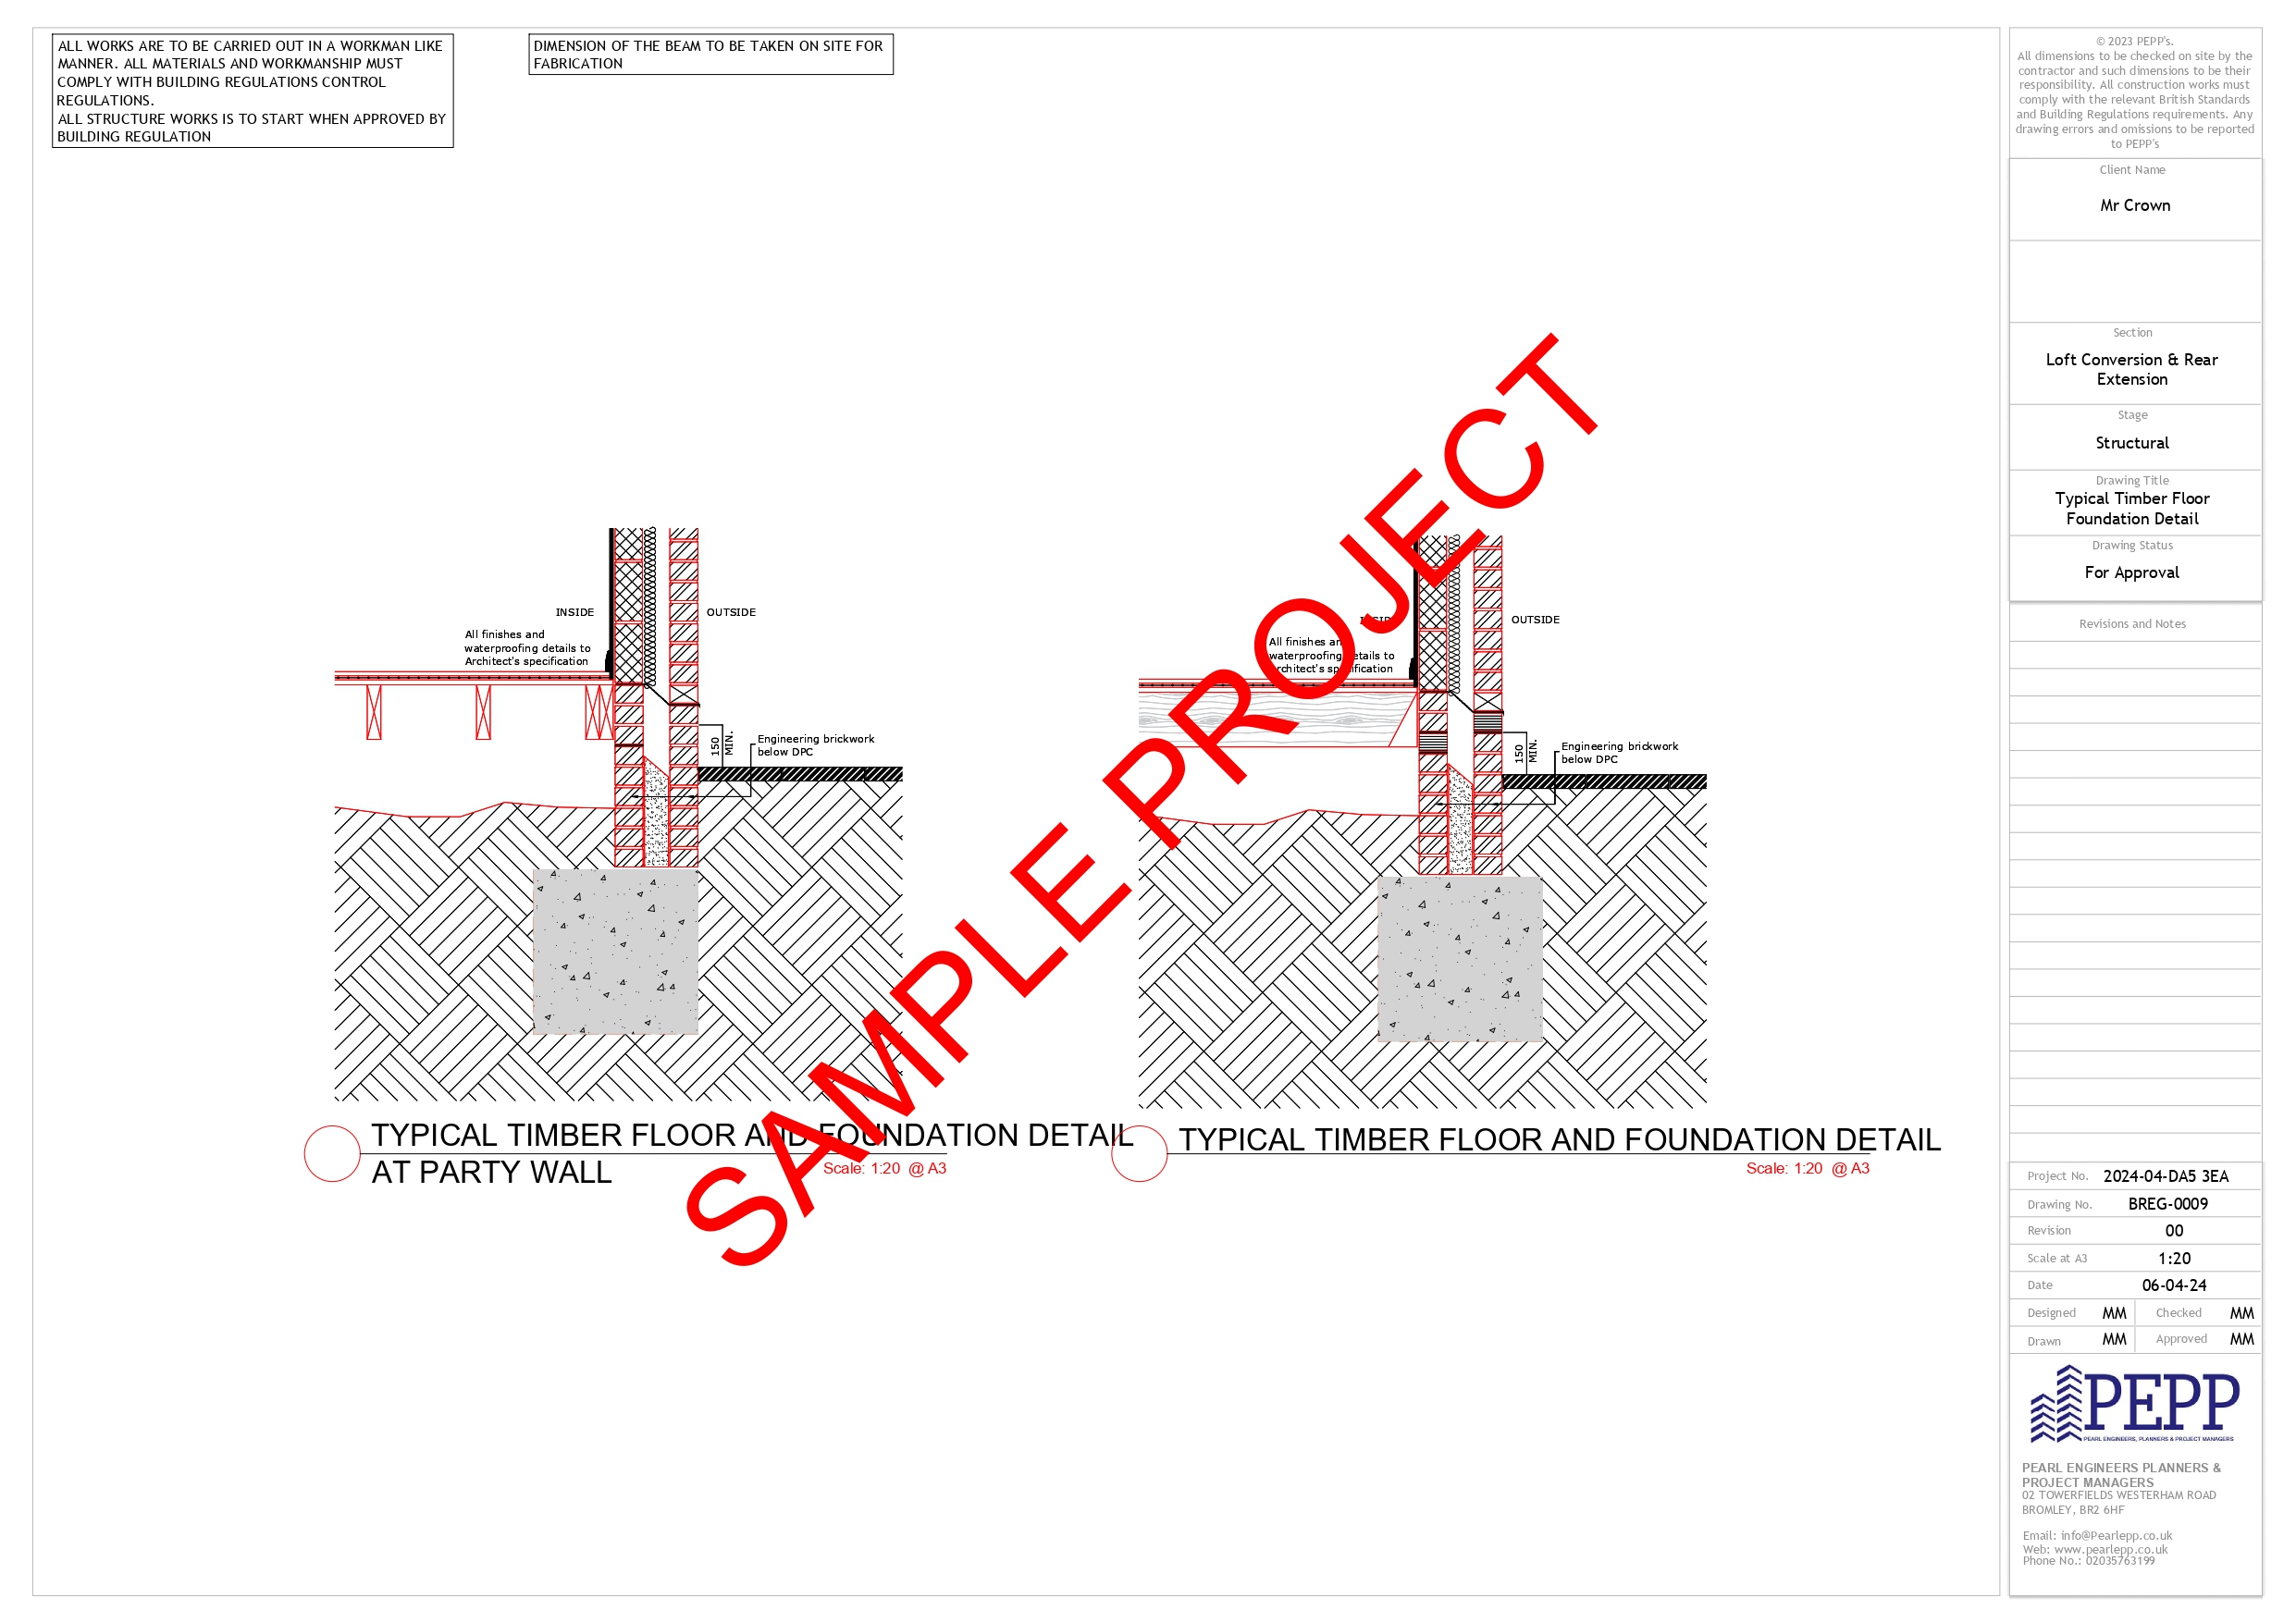 ALL WORKS ARE TO BE CARRIED OUT IN A WORKMAN LIKE
MANNER. ALL MATERIALS AND WORKMANSHIP MUST
COMPLY WITH BUILDING REGULATIONS CONTROL
REGULATIONS.
ALL STRUCTURE WORKS IS TO START WHEN APPROVED BY
BUILDING REGULATION
DIMENSION OF THE BEAM TO BE TAKEN ON SITE FOR
FABRICATION
INSIDE
OUTSIDE
All finishes and
waterproofing details to
Architect's specification
150
MIN.
Engineering brickwork
below DPC
TYPICAL TIMBER FLOOR AND FOUNDATION DETAIL
AT PARTY WALL
Scale: 1:20 @ A3
INSIDE
OUTSIDE
All finishes and
waterproofing details to
Architect's specification
150
MIN.
Engineering brickwork
below DPC
TYPICAL TIMBER FLOOR AND FOUNDATION DETAIL
Scale: 1:20 @ A3
SAMPLE PROJECT
© 2023 PEPP's.
All dimensions to be checked on site by the
contractor and such dimensions to be their
responsibility. All construction works must
comply with the relevant British Standards
and Building Regulations requirements. Any
drawing errors and omissions to be reported
to PEPP's
Client Name
Mr Crown
Section
Loft Conversion & Rear
Extension
Stage
Structural
Drawing Title
Typical Timber Floor
Foundation Detail
Drawing Status
For Approval
Revisions and Notes
Project No. 2024-04-DA5 3EA
Drawing No. BREG-0009
Revision 00
Scale at A3 1:20
Date 06-04-24
Designed MM Checked MM
Drawn MM Approved MM
PEPP
PEARL ENGINEERS, PLANNERS & PROJECT MANAGERS
PEARL ENGINEERS PLANNERS &
PROJECT MANAGERS
02 TOWERFIELDS WESTERHAM ROAD
BROMLEY, BR2 6HF
Email: info@Pearlepp.co.uk
Web: www.pearlepp.co.uk
Phone No.: 02035763199